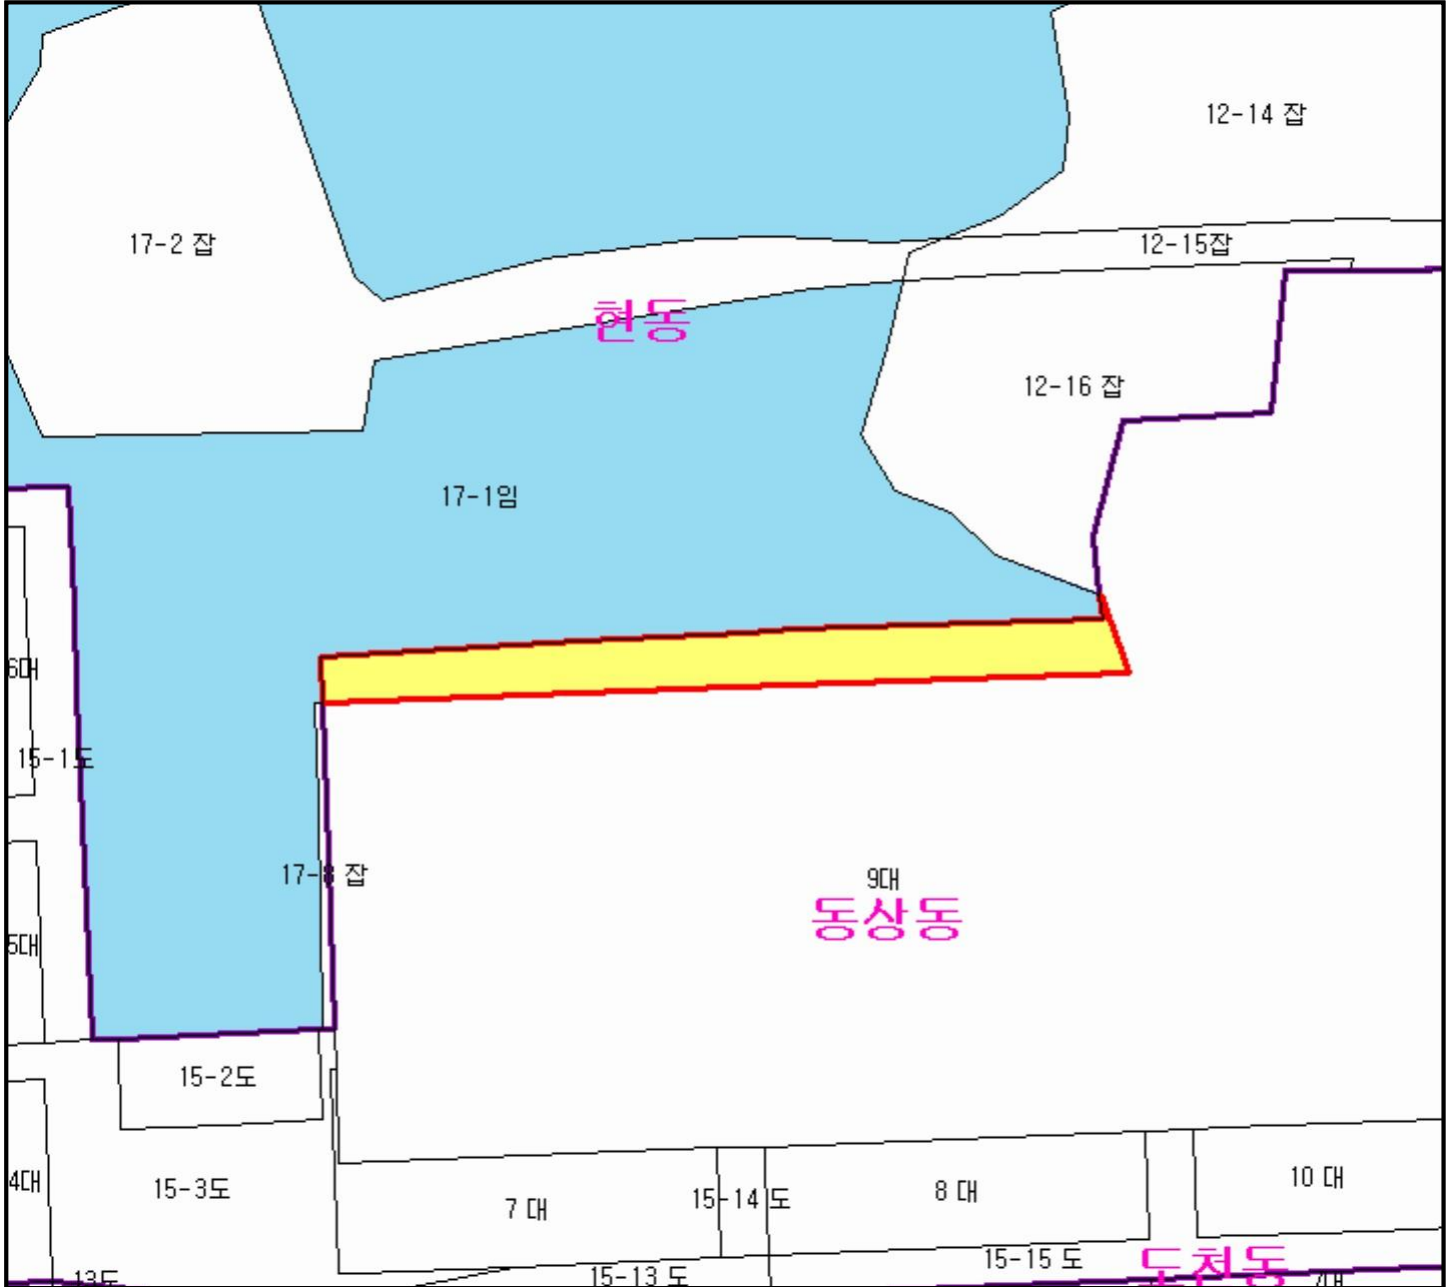 12-14 잡
17-2 잡
12-15잡
현동
12-16 잡
17-1임
6대
15-1도
17-8 잡
9대
동상동
5대
15-2도
4대
15-3도
7 대
15-14 도
8 대
10 대
15-15 도
도천동
13도
15-13 도